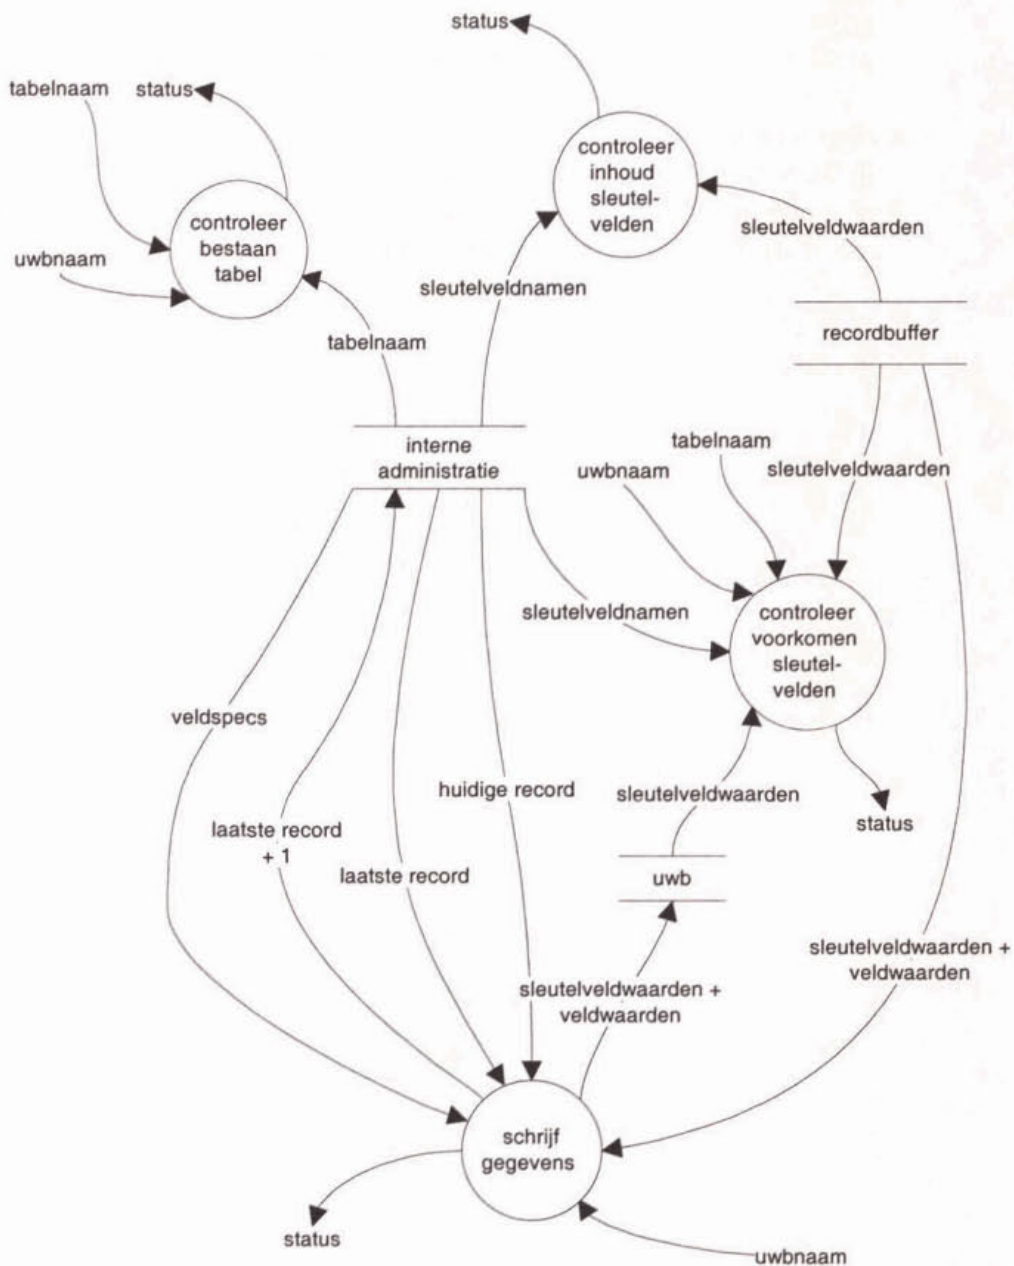 status
tabelnaam
status
controleer
inhoud
sleutel-
velden
controleer
bestaan
tabel
sleutelveldwaarden
uwbnaam
sleutelveldnamen
recordbuffer
tabelnaam
interne
administratie
tabelnaam
uwbnaam
sleutelveldwaarden
sleutelveldnamen
controleer
voorkomen
sleutel-
velden
veldspecs
huidige record
sleutelveldwaarden
status
laatste record
+ 1
laatste record
uwb
sleutelveldwaarden +
veldwaarden
sleutelveldwaarden +
veldwaarden
schrijf
gegevens
status
uwbnaam